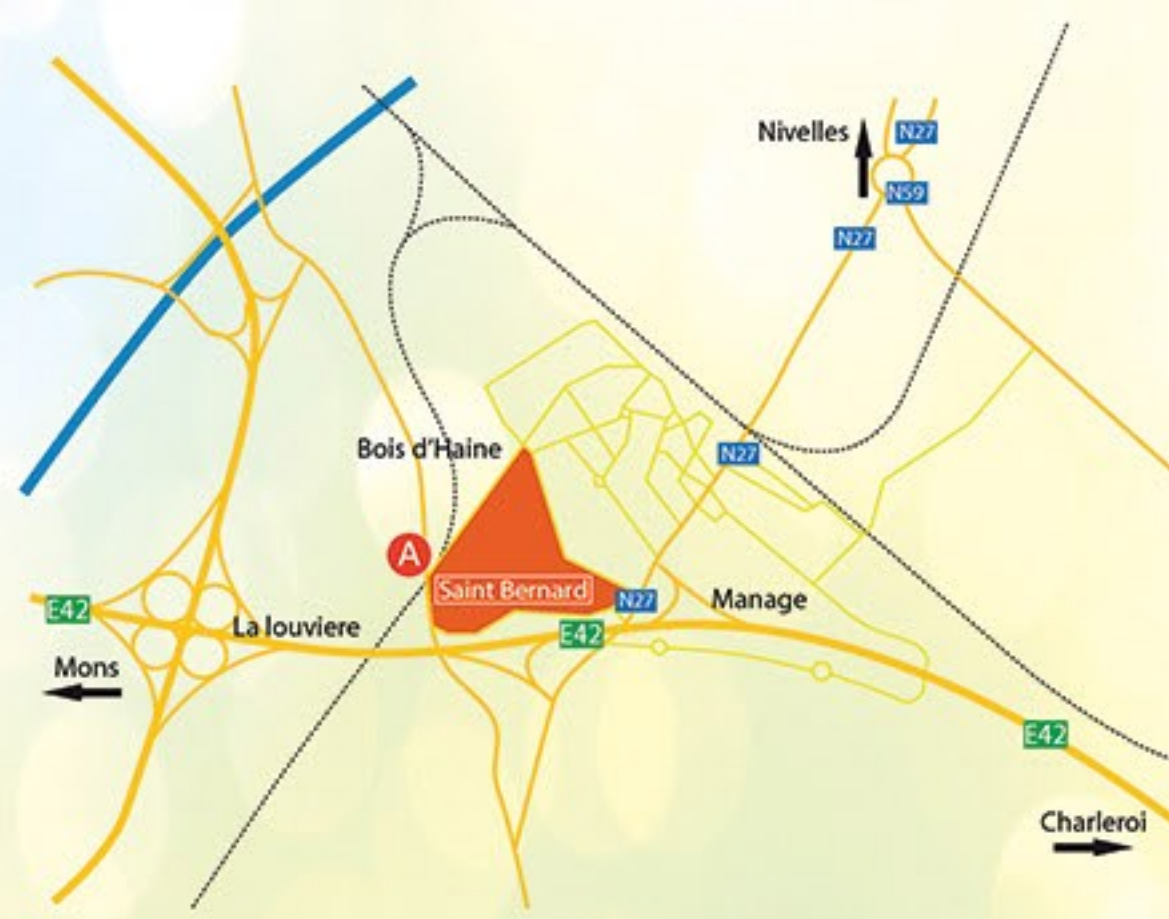 Nivelles
N27
N59
N27
Bois d'Haine
N27
A
Saint Bernard
N27
Manage
E42
La louviere
E42
Mons
E42
Charleroi